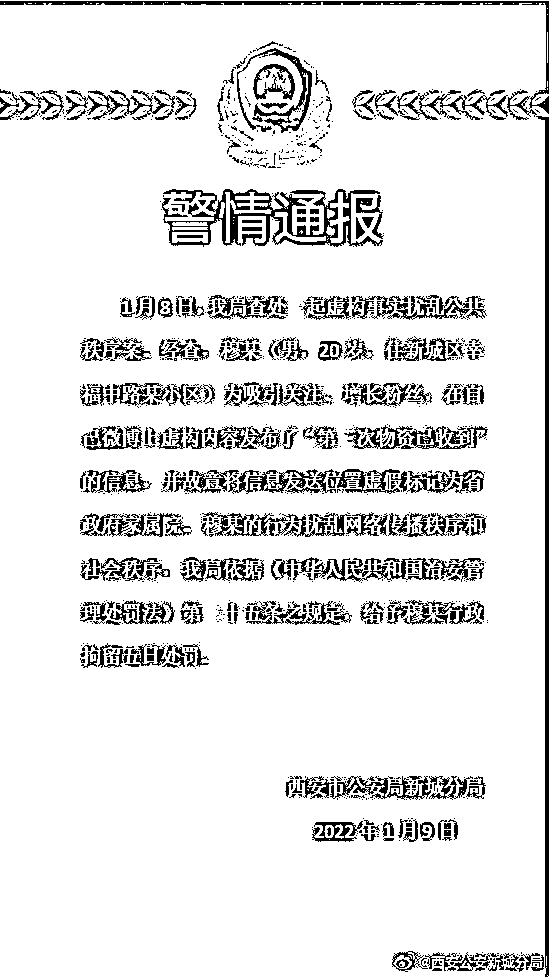 警情通报
1月8日，我局查处一起虚构事实扰乱公共
秩序案。经查，穆某（男，20岁，住新城区幸
福中路某小区）为吸引关注、增长粉丝，在自
己微博上虚构内容发布了“第二次物资已收到”
的信息，并故意将信息发送位置虚假标记为省
政府家属院。穆某的行为扰乱网络传播秩序和
社会秩序，我局依据《中华人民共和国治安管
理处罚法》第二十五条之规定，给予穆某行政
拘留五日处罚。
西安市公安局新城分局
2022年1月9日
@西安公安新城分局